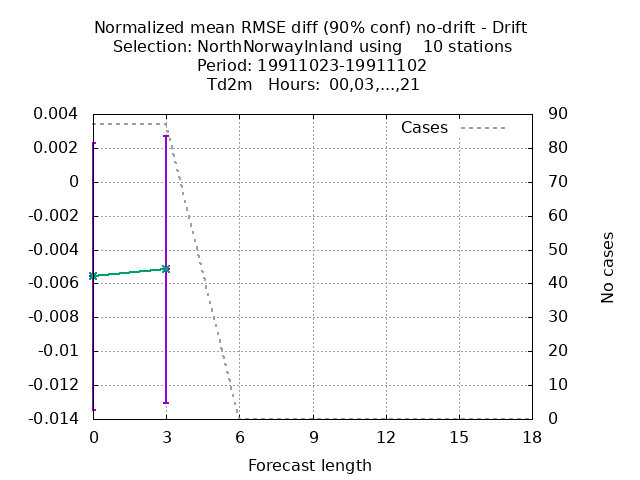 Normalized mean RMSE diff (90% conf) no-drift - Drift
Selection: NorthNorwayInland using    10 stations
Period: 19911023-19911102
Td2m   Hours: 00,03,...,21
0.004
0.002
0
-0.002
-0.004
-0.006
-0.008
-0.01
-0.012
-0.014
Cases
90
80
70
60
50
40
30
20
10
0
No cases
0 3 6 9 12 15 18
Forecast length